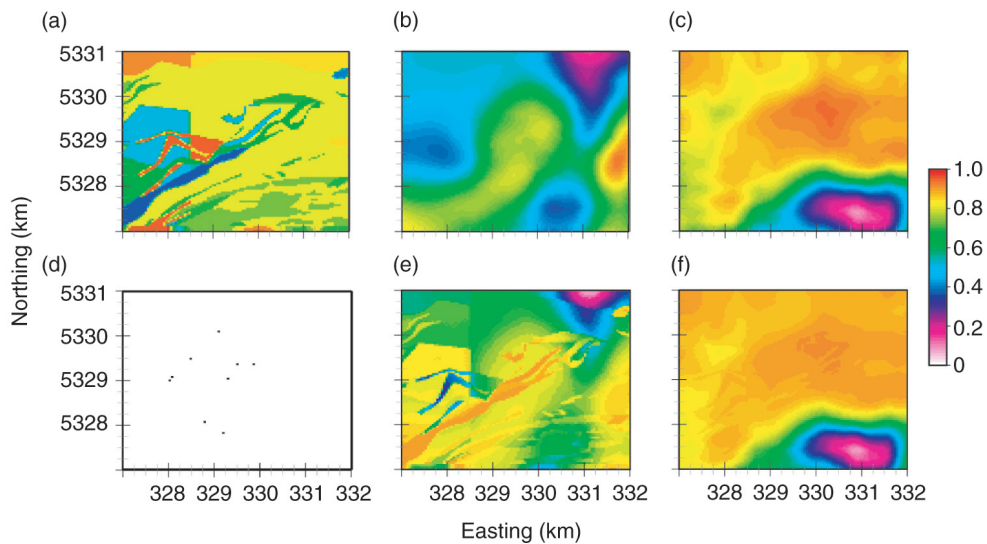 (a)
(b)
(c)
5331
5330
5329
5328
1.0
0.8
0.6
0.4
0.2
0
Northing (km)
(d)
(e)
(f)
5331
5330
5329
5328
328 329 330 331 332
328 329 330 331 332
328 329 330 331 332
Easting (km)